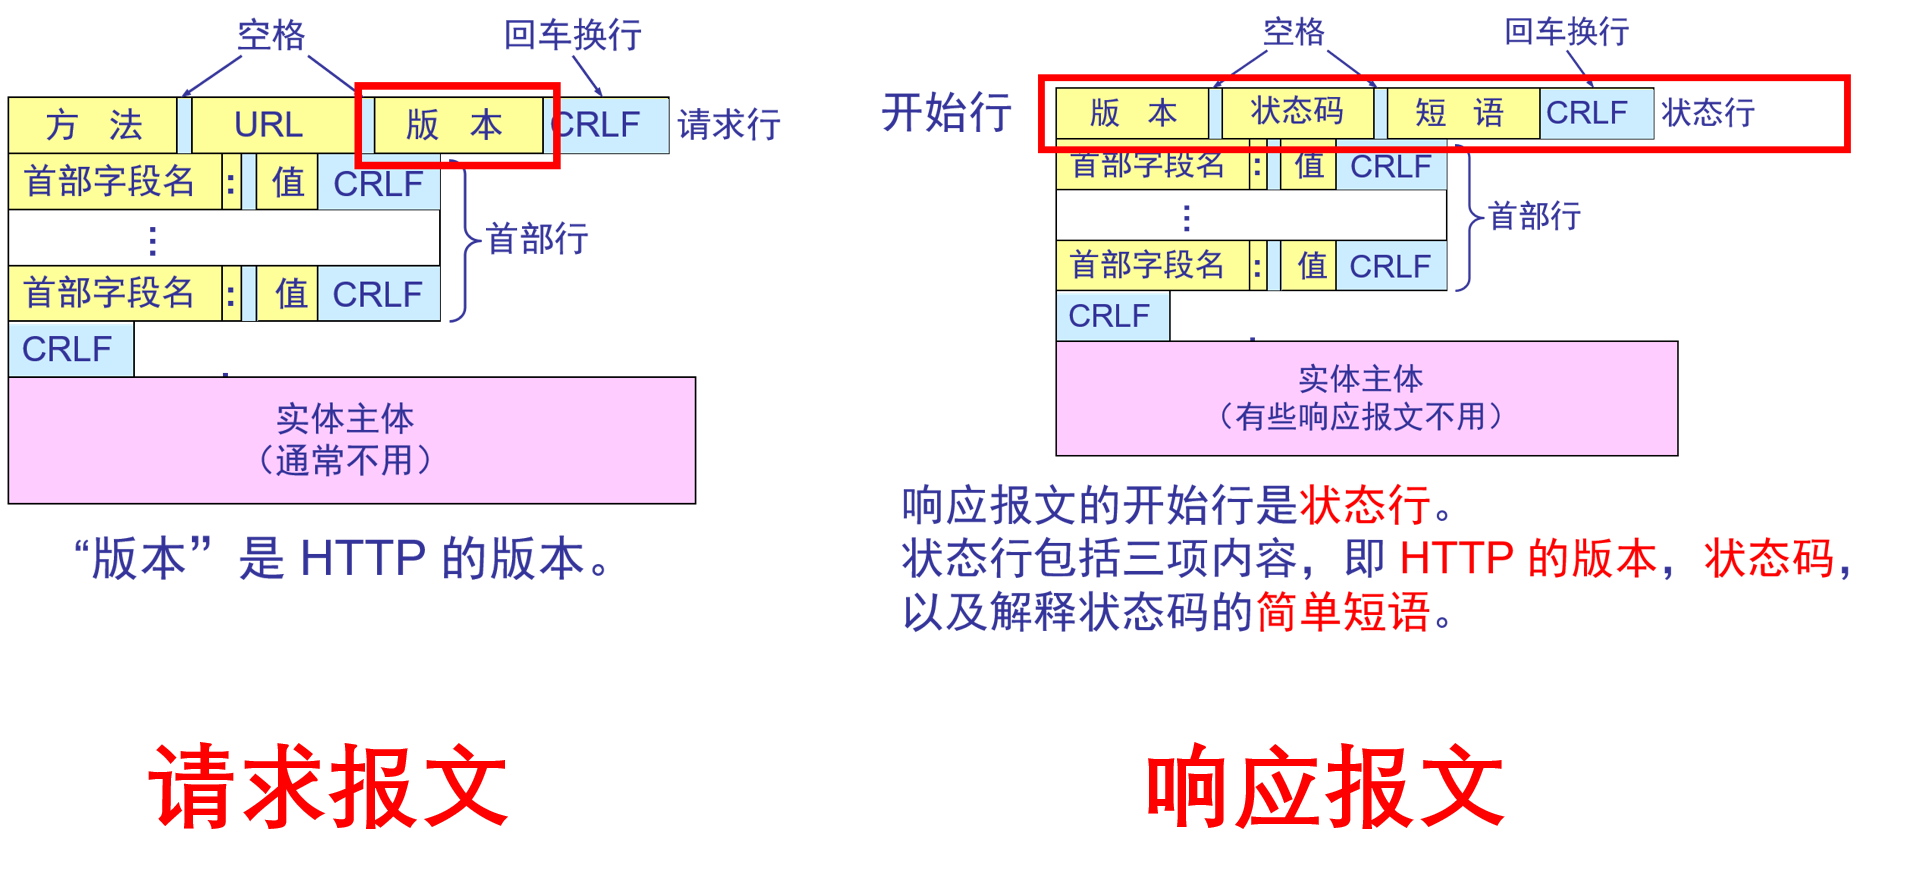 空格 回车换行
方 法 URL 版 本 CRLF 请求行
首部字段名 : 值 CRLF
⋮
首部行
首部字段名 : 值 CRLF
CRLF
实体主体
（通常不用）
“版本” 是 HTTP 的版本。
请求报文
空格 回车换行
开始行 版 本 状态码 短 语 CRLF 状态行
首部字段名 : 值 CRLF
⋮
首部行
首部字段名 : 值 CRLF
CRLF
实体主体
（有些响应报文不用）
响应报文的开始行是状态行。
状态行包括三项内容，即 HTTP 的版本，状态码，
以及解释状态码的简单短语。
响应报文